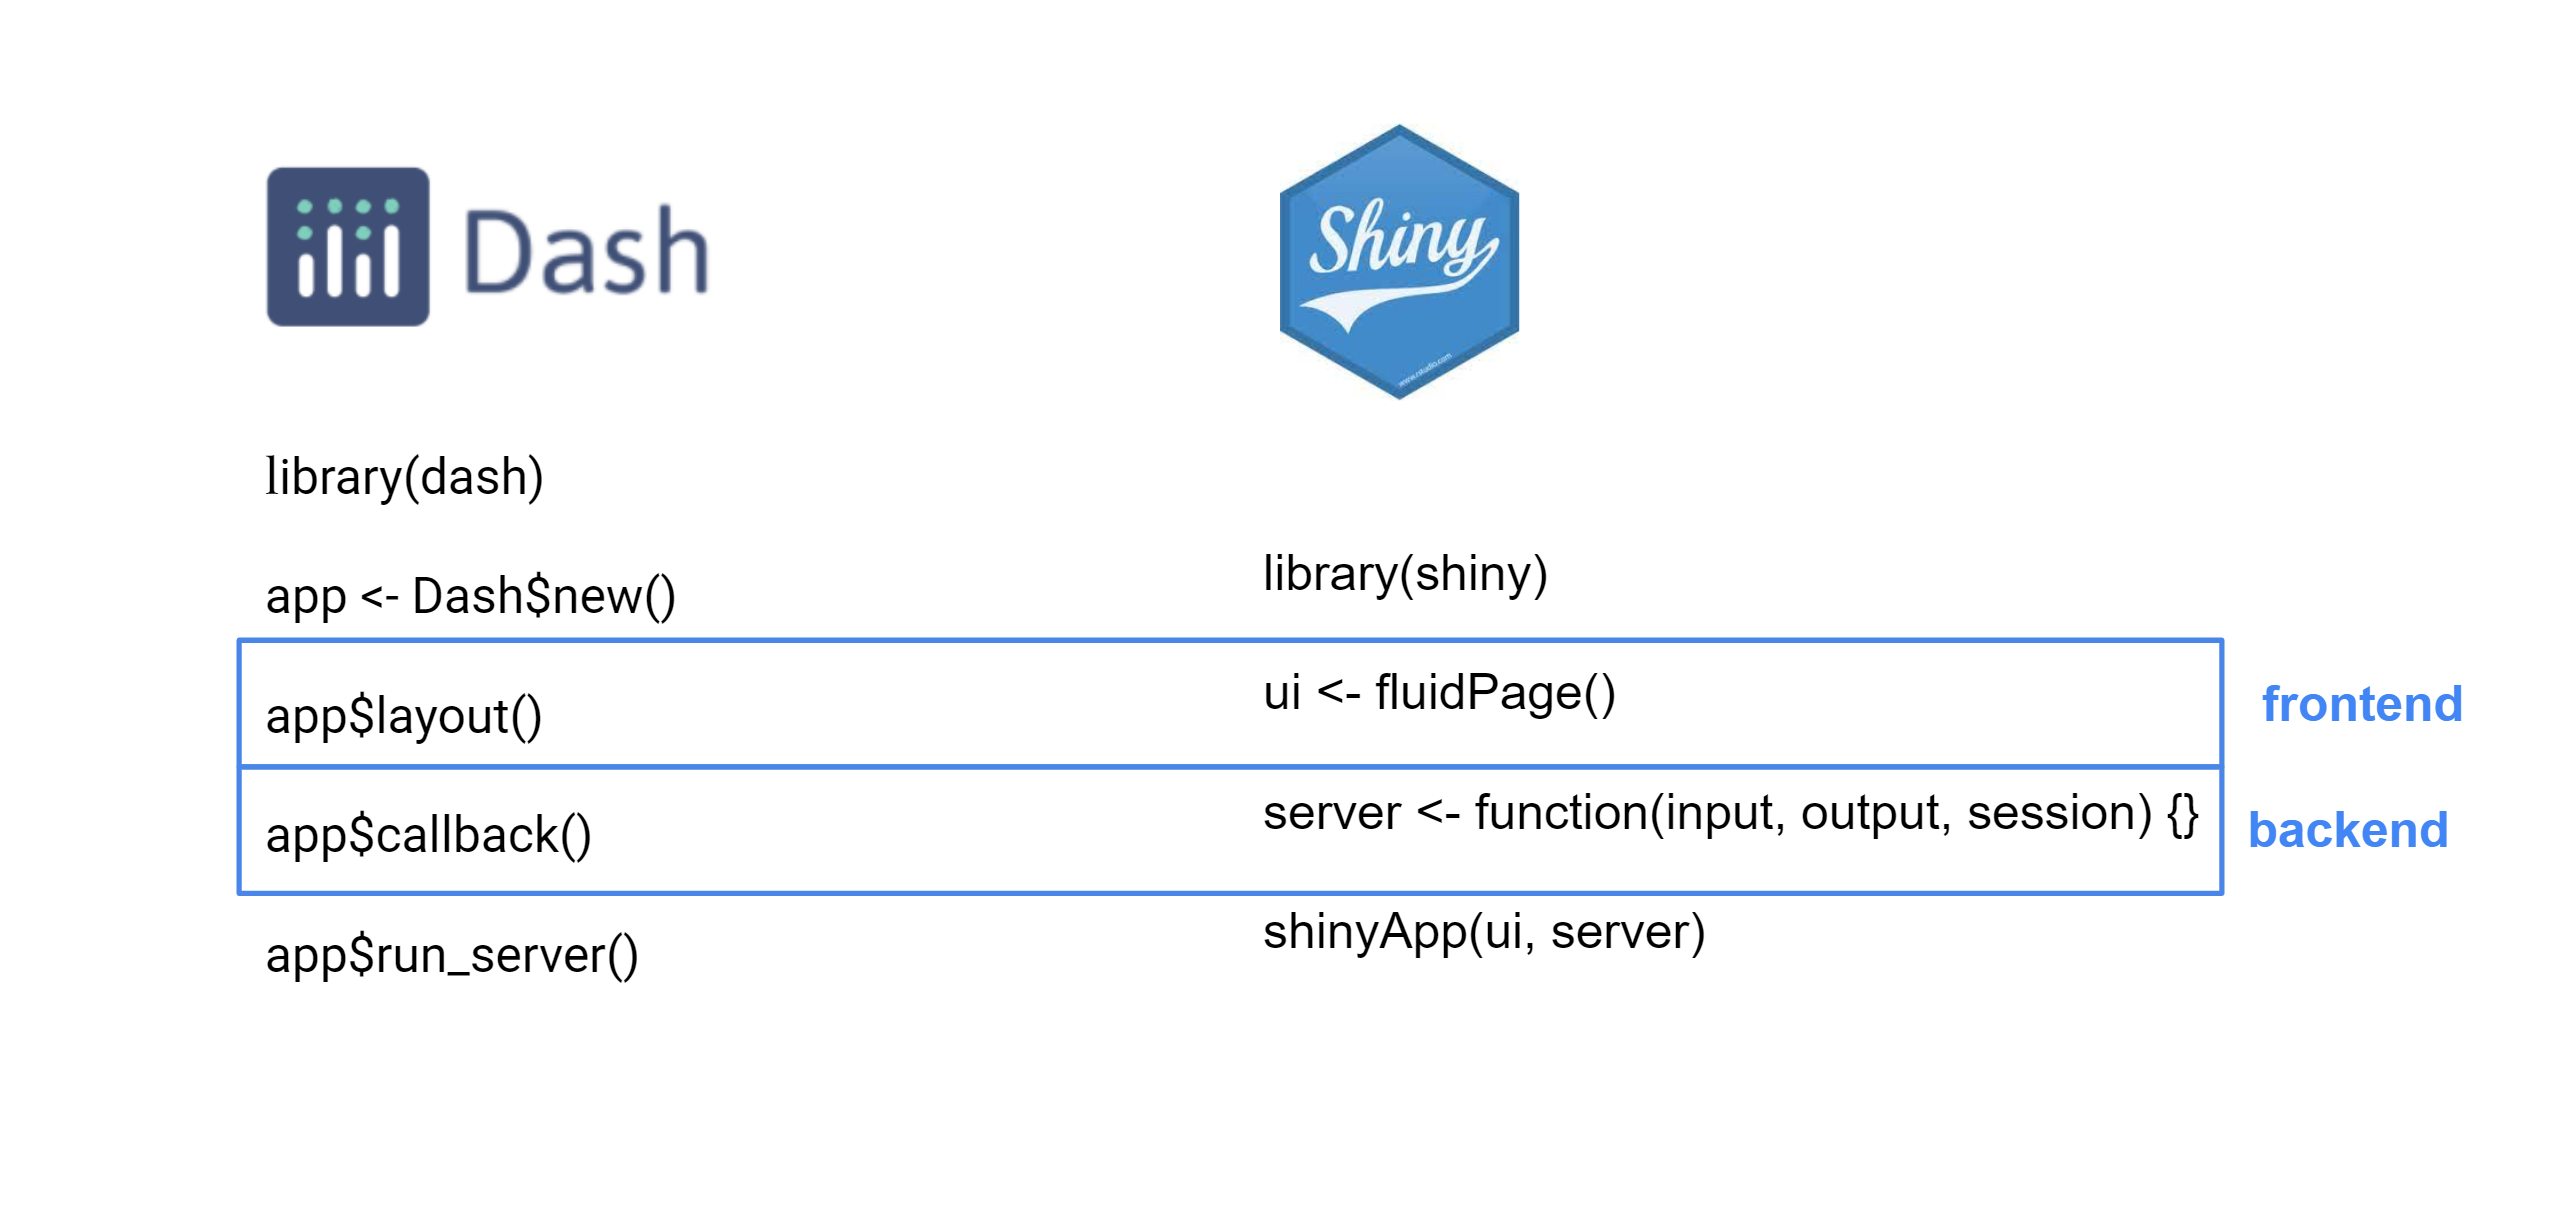 Dash
Shiny
www.rstudio.com
library(dash)
app <- Dash$new()
app$layout()
app$callback()
app$run_server()
library(shiny)
ui <- fluidPage()
server <- function(input, output, session) {}
shinyApp(ui, server)
frontend
backend